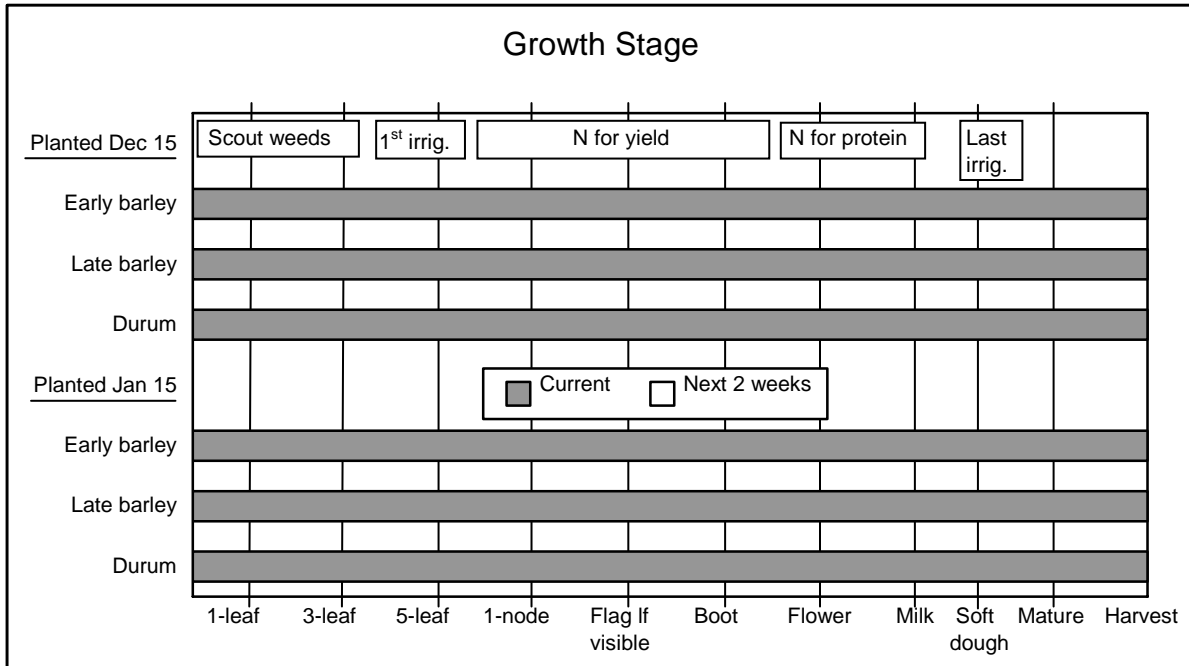 Growth Stage
Planted Dec 15
Scout weeds
1st irrig.
N for yield
N for protein
Last
irrig.
Early barley
Late barley
Durum
Planted Jan 15
Current
Next 2 weeks
Early barley
Late barley
Durum
1-leaf
3-leaf
5-leaf
1-node
Flag lf
visible
Boot
Flower
Milk
Soft
dough
Mature
Harvest